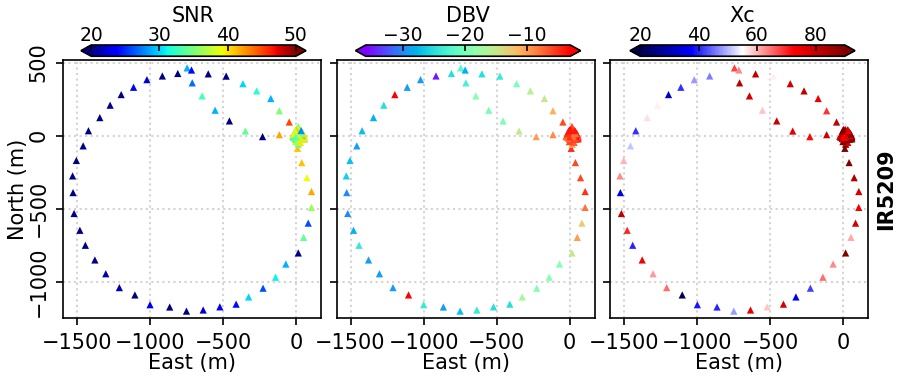 SNR DBV Xc
20 30 40 50 −30 −20 −10 20 40 60 80
500
0
−500
−1000
North (m)
−1500 −1000 −500 0 −1500 −1000 −500 0 −1500 −1000 −500 0
East (m) East (m) East (m)
IR5209